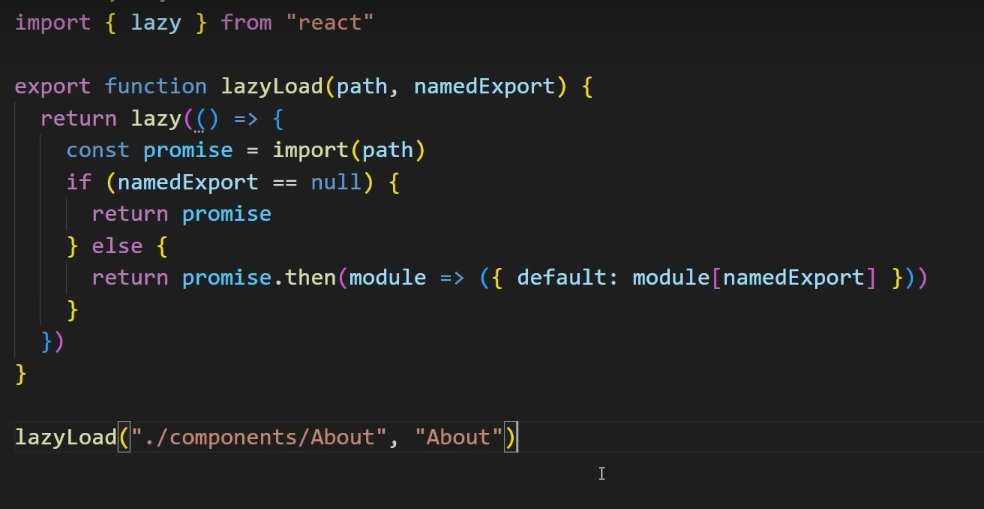 import { lazy } from "react"
export function lazyLoad(path, namedExport) {
return lazy(() => {
const promise = import(path)
if (namedExport == null) {
return promise
} else {
return promise.then(module => ({ default: module[namedExport] }))
}
})
}
lazyLoad("./components/About", "About")